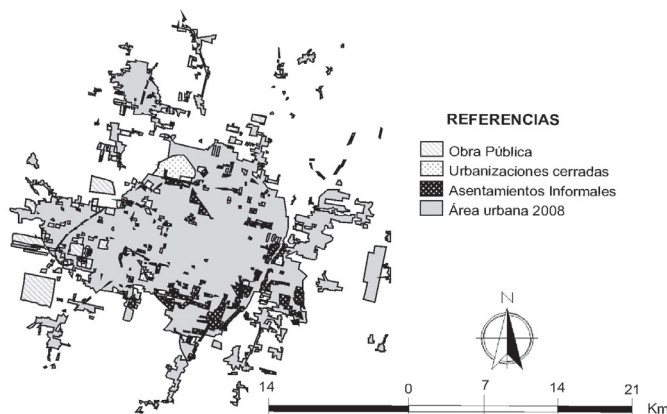 REFERENCIAS
Obra Pública
Urbanizaciones cerradas
Asentamientos Informales
Área urbana 2008
N
14 0 7 14 21
Km